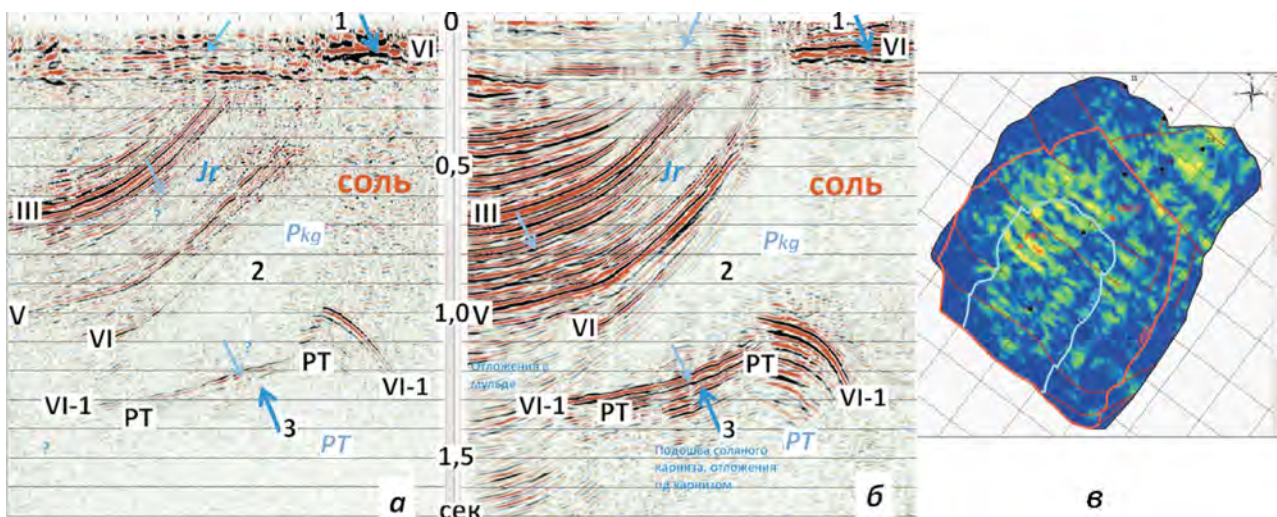 1
VI
III
Jr
соль
Pkg
2
V
VI
?
?
?
PT
VI-1
PT
VI-1
3
PT
а
0
0,5
1,0
1,5
сек
1
VI
III
Jr
соль
Pkg
2
V
VI
Отложения в
мульде
PT
VI-1
PT
VI-1
3
PT
Подошва соляного
карниза, отложения
пд карнизом
б
в